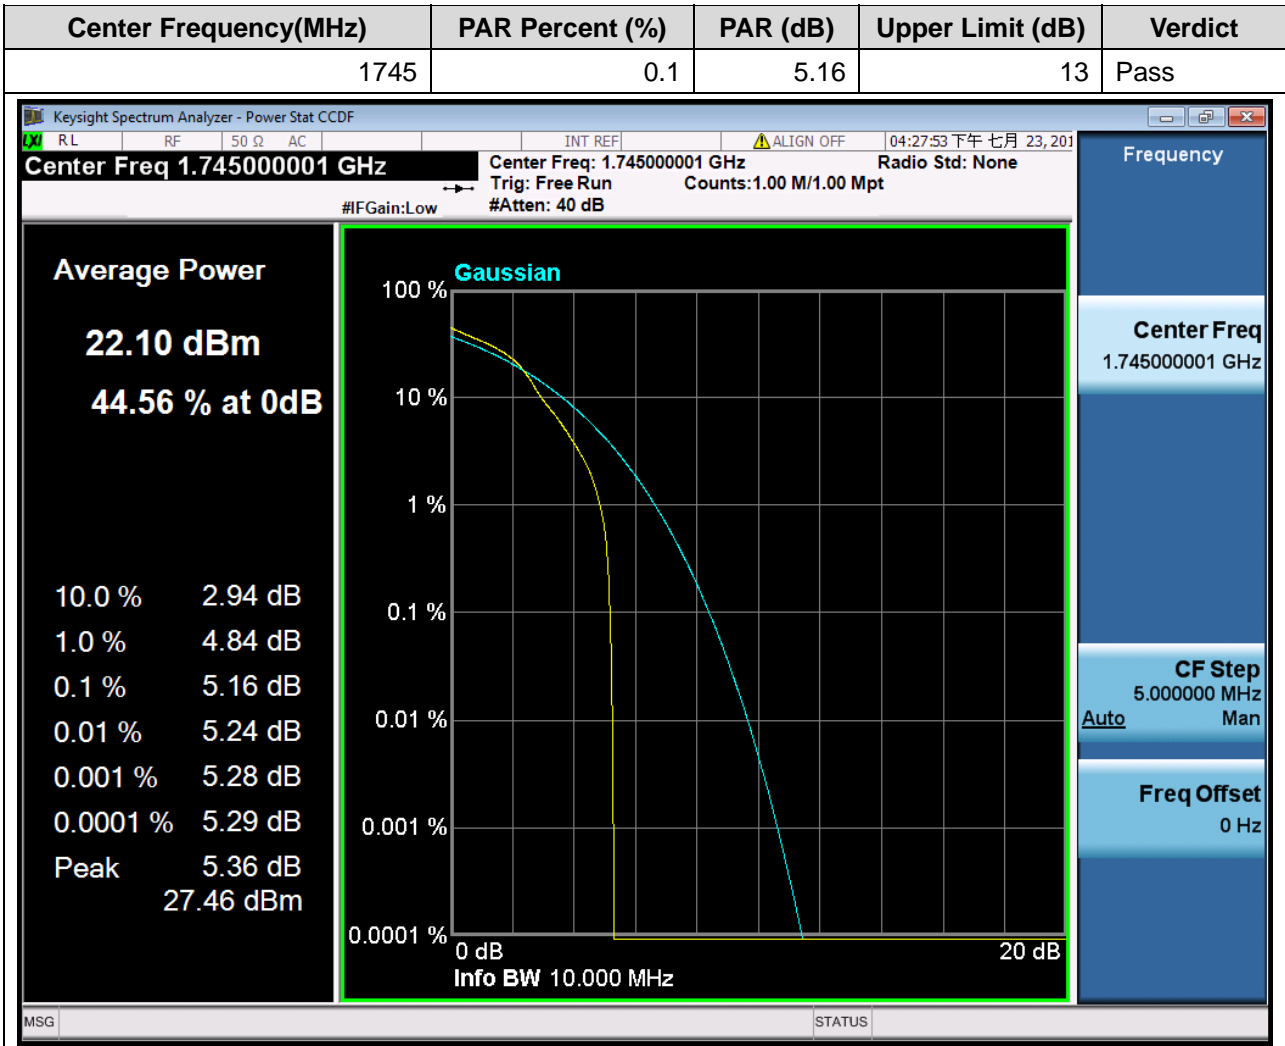 Center Frequency(MHz) PAR Percent (%) PAR (dB) Upper Limit (dB) Verdict
1745 0.1 5.16 13 Pass
Keysight Spectrum Analyzer - Power Stat CCDF
LXI RL RF 50 Ω AC INT REF ALIGN OFF 04:27:53 下午 七月 23, 201
Center Freq 1.745000001 GHz
Center Freq: 1.745000001 GHz Radio Std: None
Trig: Free Run Counts:1.00 M/1.00 Mpt
#IFGain:Low #Atten: 40 dB
Average Power
22.10 dBm
44.56 % at 0dB
10.0 % 2.94 dB
1.0 % 4.84 dB
0.1 % 5.16 dB
0.01 % 5.24 dB
0.001 % 5.28 dB
0.0001 % 5.29 dB
Peak 5.36 dB
27.46 dBm
Gaussian
100 %
10 %
1 %
0.1 %
0.01 %
0.001 %
0.0001 %
0 dB 20 dB
Info BW 10.000 MHz
Frequency
Center Freq
1.745000001 GHz
CF Step
5.000000 MHz
Auto Man
Freq Offset
0 Hz
MSG STATUS